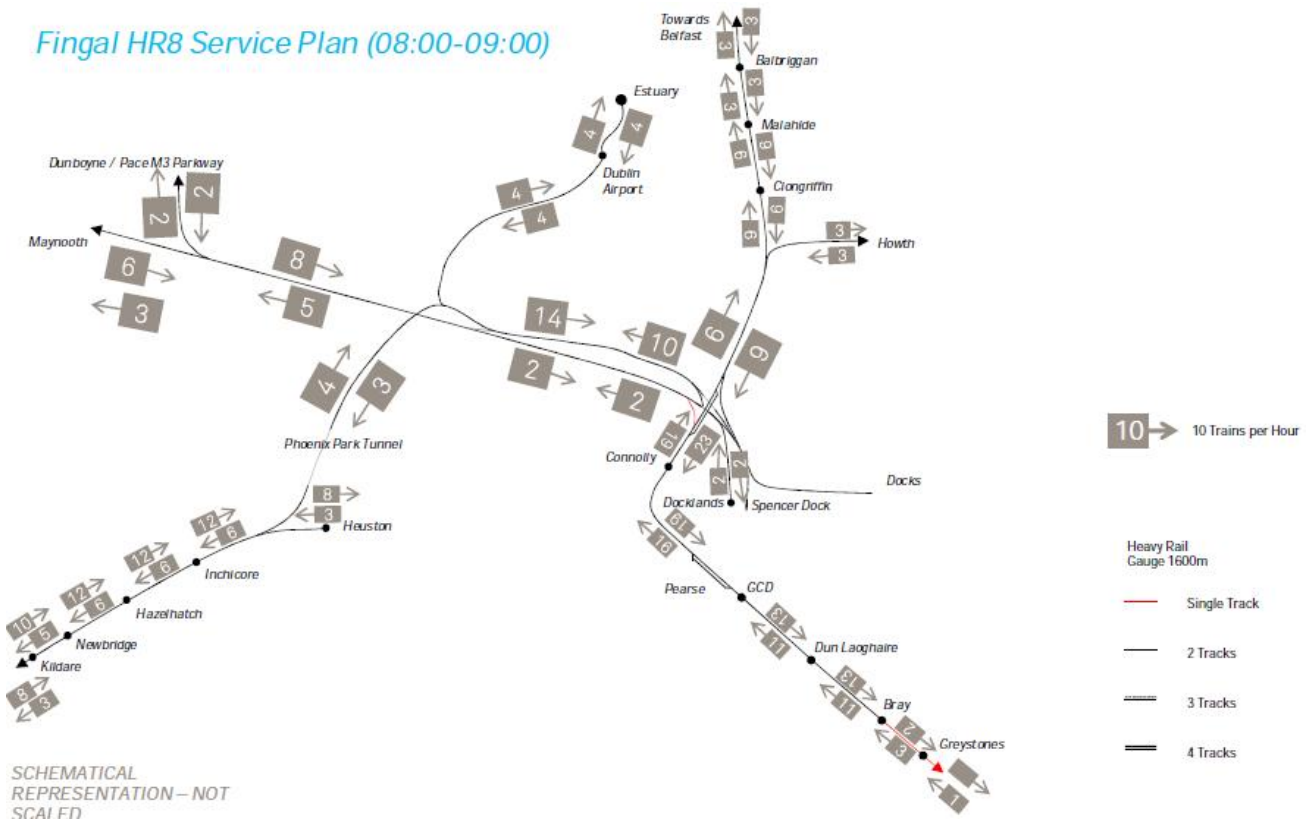 Fingal HR8 Service Plan (08:00-09:00)
Towards
Belfast
3
3
Balbriggan
3
3
Malahide
6
6
Clongriffin
6
6
3
Howth
3
Estuary
4
4
Dublin
Airport
4
4
Dunboyne / Pace M3 Parkway
2
2
Maynooth
6
3
8
5
14
10
2
2
9
9
4
3
Phoenix Park Tunnel
19
23
Connolly
2
2
Docklands
Spencer Dock
Docks
10
10 Trains per Hour
8
3
Heuston
12
6
Inchicore
12
6
Hazelhatch
12
6
Newbridge
10
5
Kildare
8
3
19
16
Pearse
GCD
13
11
Dun Laoghaire
13
11
Bray
2
3
Greystones
1
Heavy Rail
Gauge 1600m
Single Track
2 Tracks
3 Tracks
4 Tracks
SCHEMATICAL
REPRESENTATION – NOT
SCALED